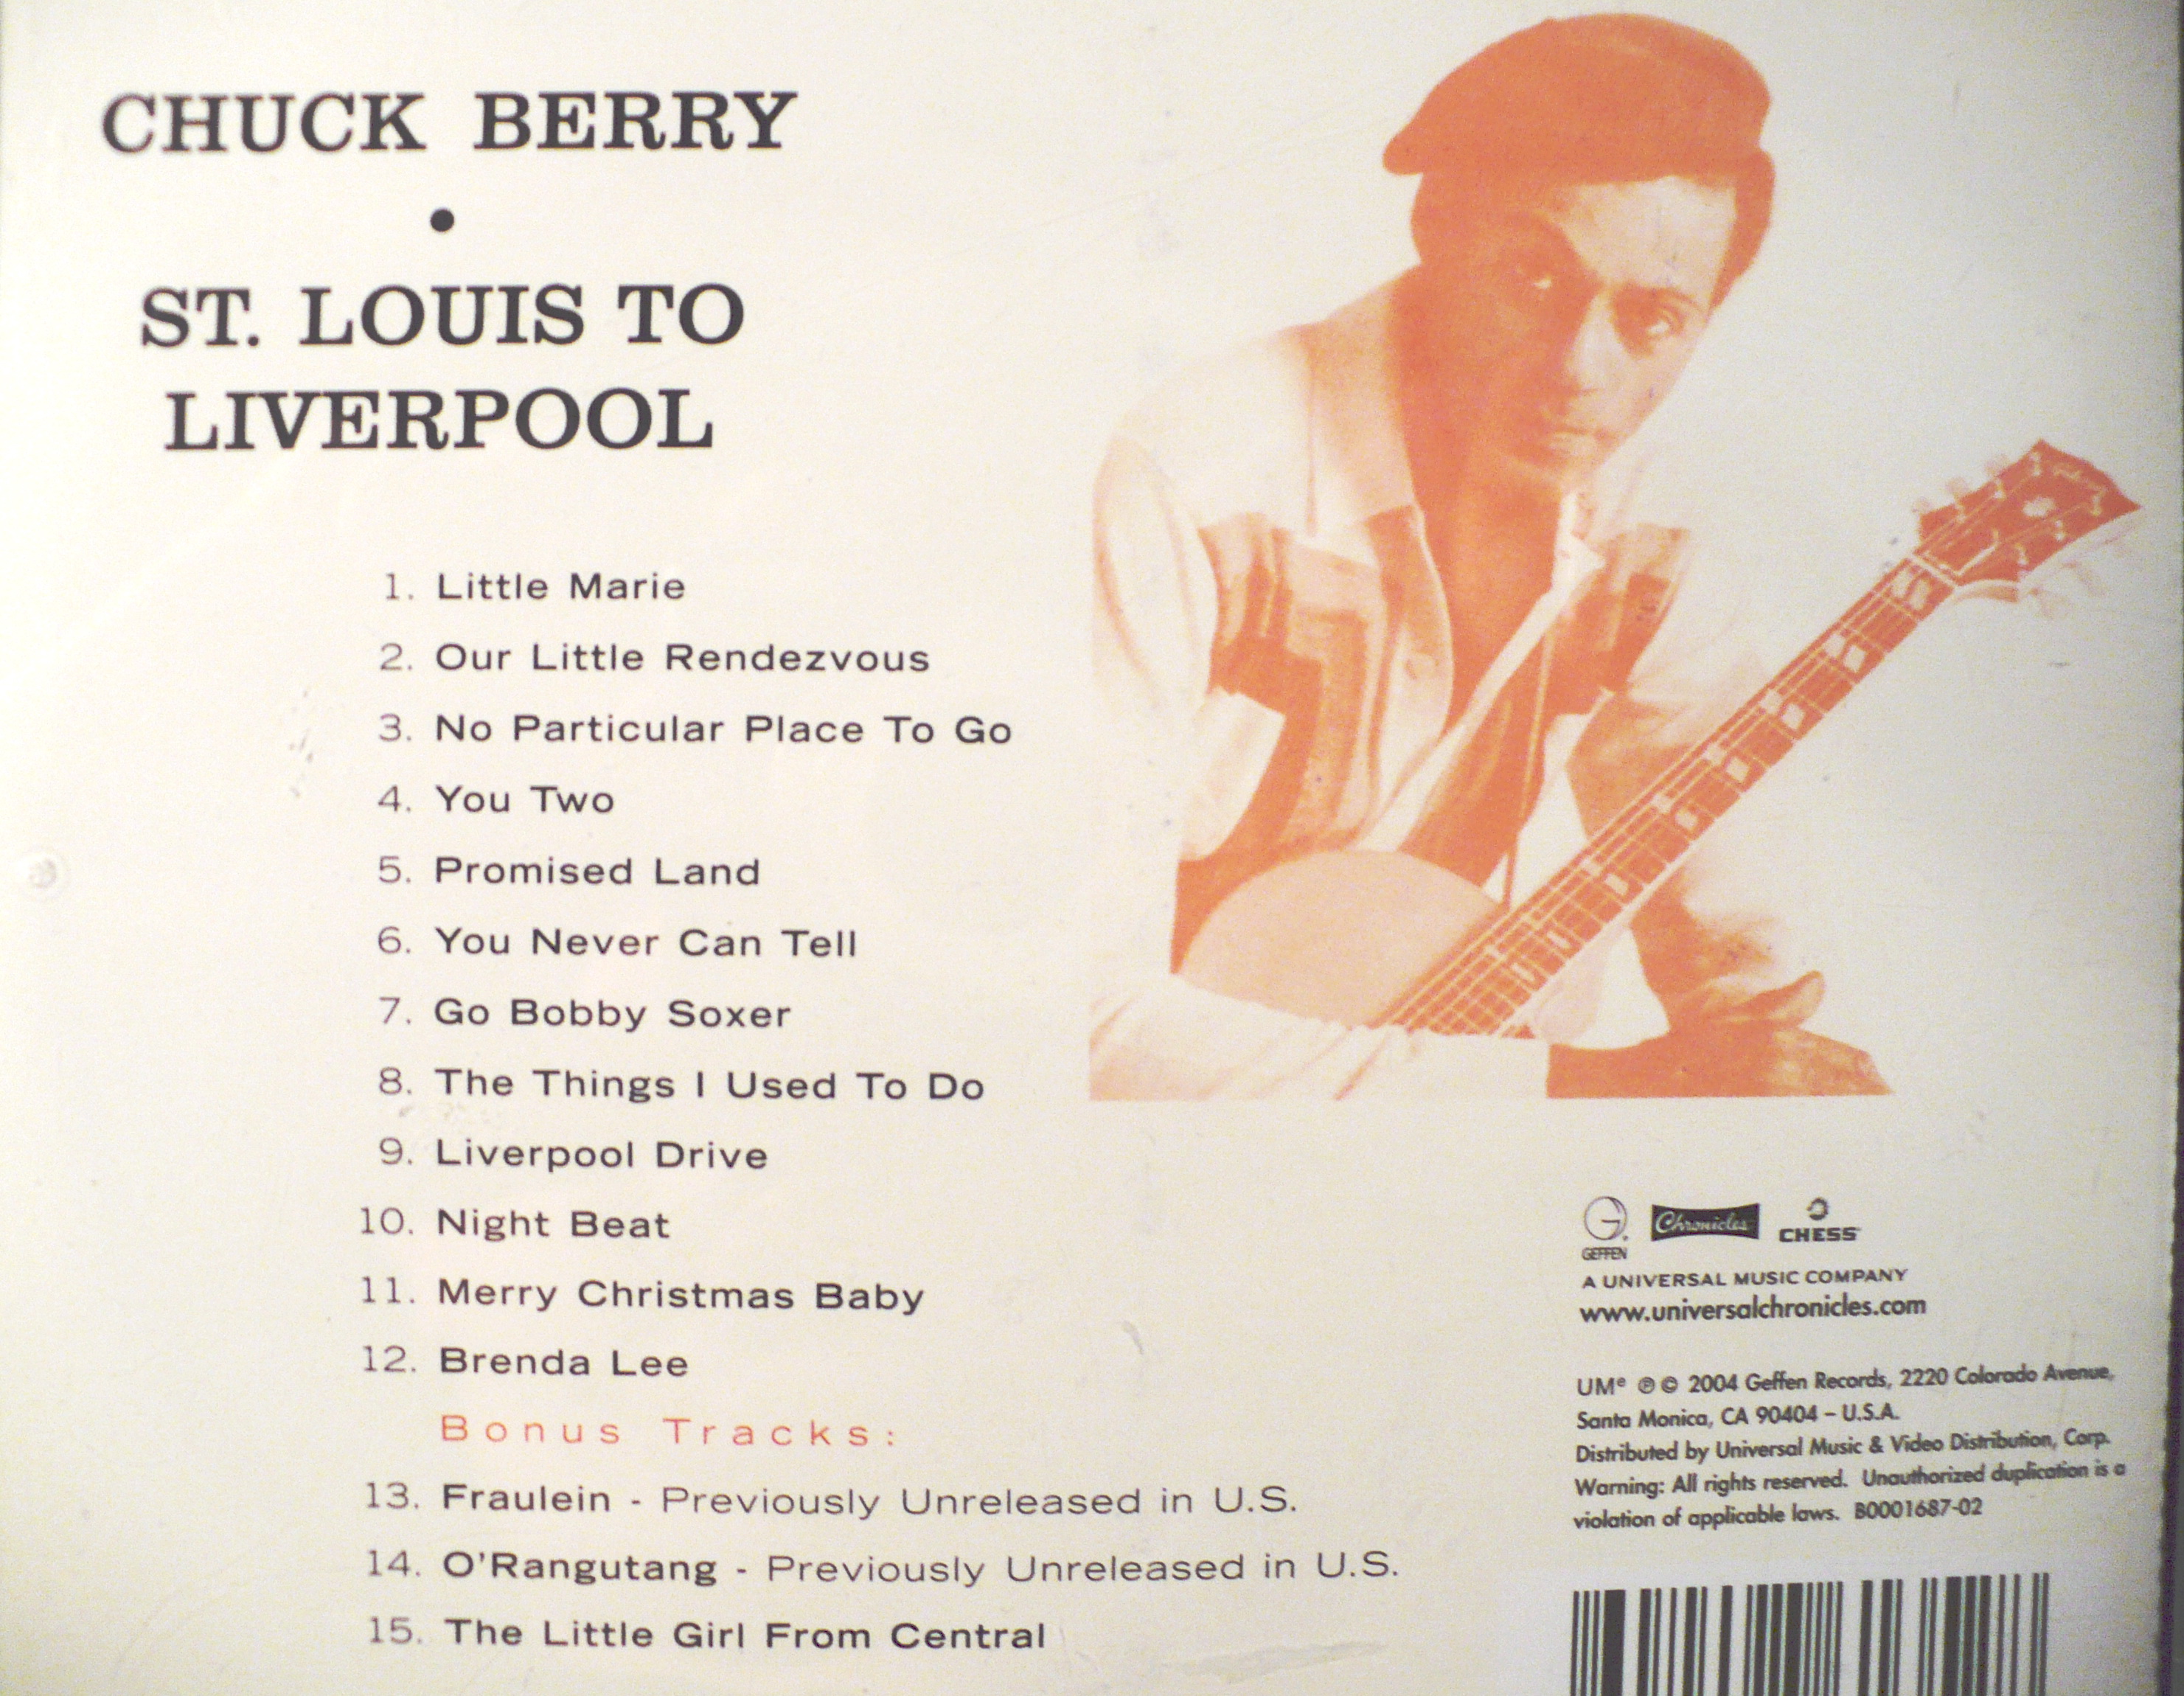 CHUCK BERRY
•
ST. LOUIS TO
LIVERPOOL
1. Little Marie
2. Our Little Rendezvous
3. No Particular Place To Go
4. You Two
5. Promised Land
6. You Never Can Tell
7. Go Bobby Soxer
8. The Things I Used To Do
9. Liverpool Drive
10. Night Beat
11. Merry Christmas Baby
12. Brenda Lee
Bonus Tracks:
13. Fraulein - Previously Unreleased in U.S.
14. O'Rangutang - Previously Unreleased in U.S.
15. The Little Girl From Central
G GEFFEN Chronicles CHESS
A UNIVERSAL MUSIC COMPANY
www.universalchronicles.com
UMe ℗ © 2004 Geffen Records, 2220 Colorado Avenue,
Santa Monica, CA 90404 – U.S.A.
Distributed by Universal Music & Video Distribution, Corp.
Warning: All rights reserved. Unauthorized duplication is a
violation of applicable laws. B0001687-02